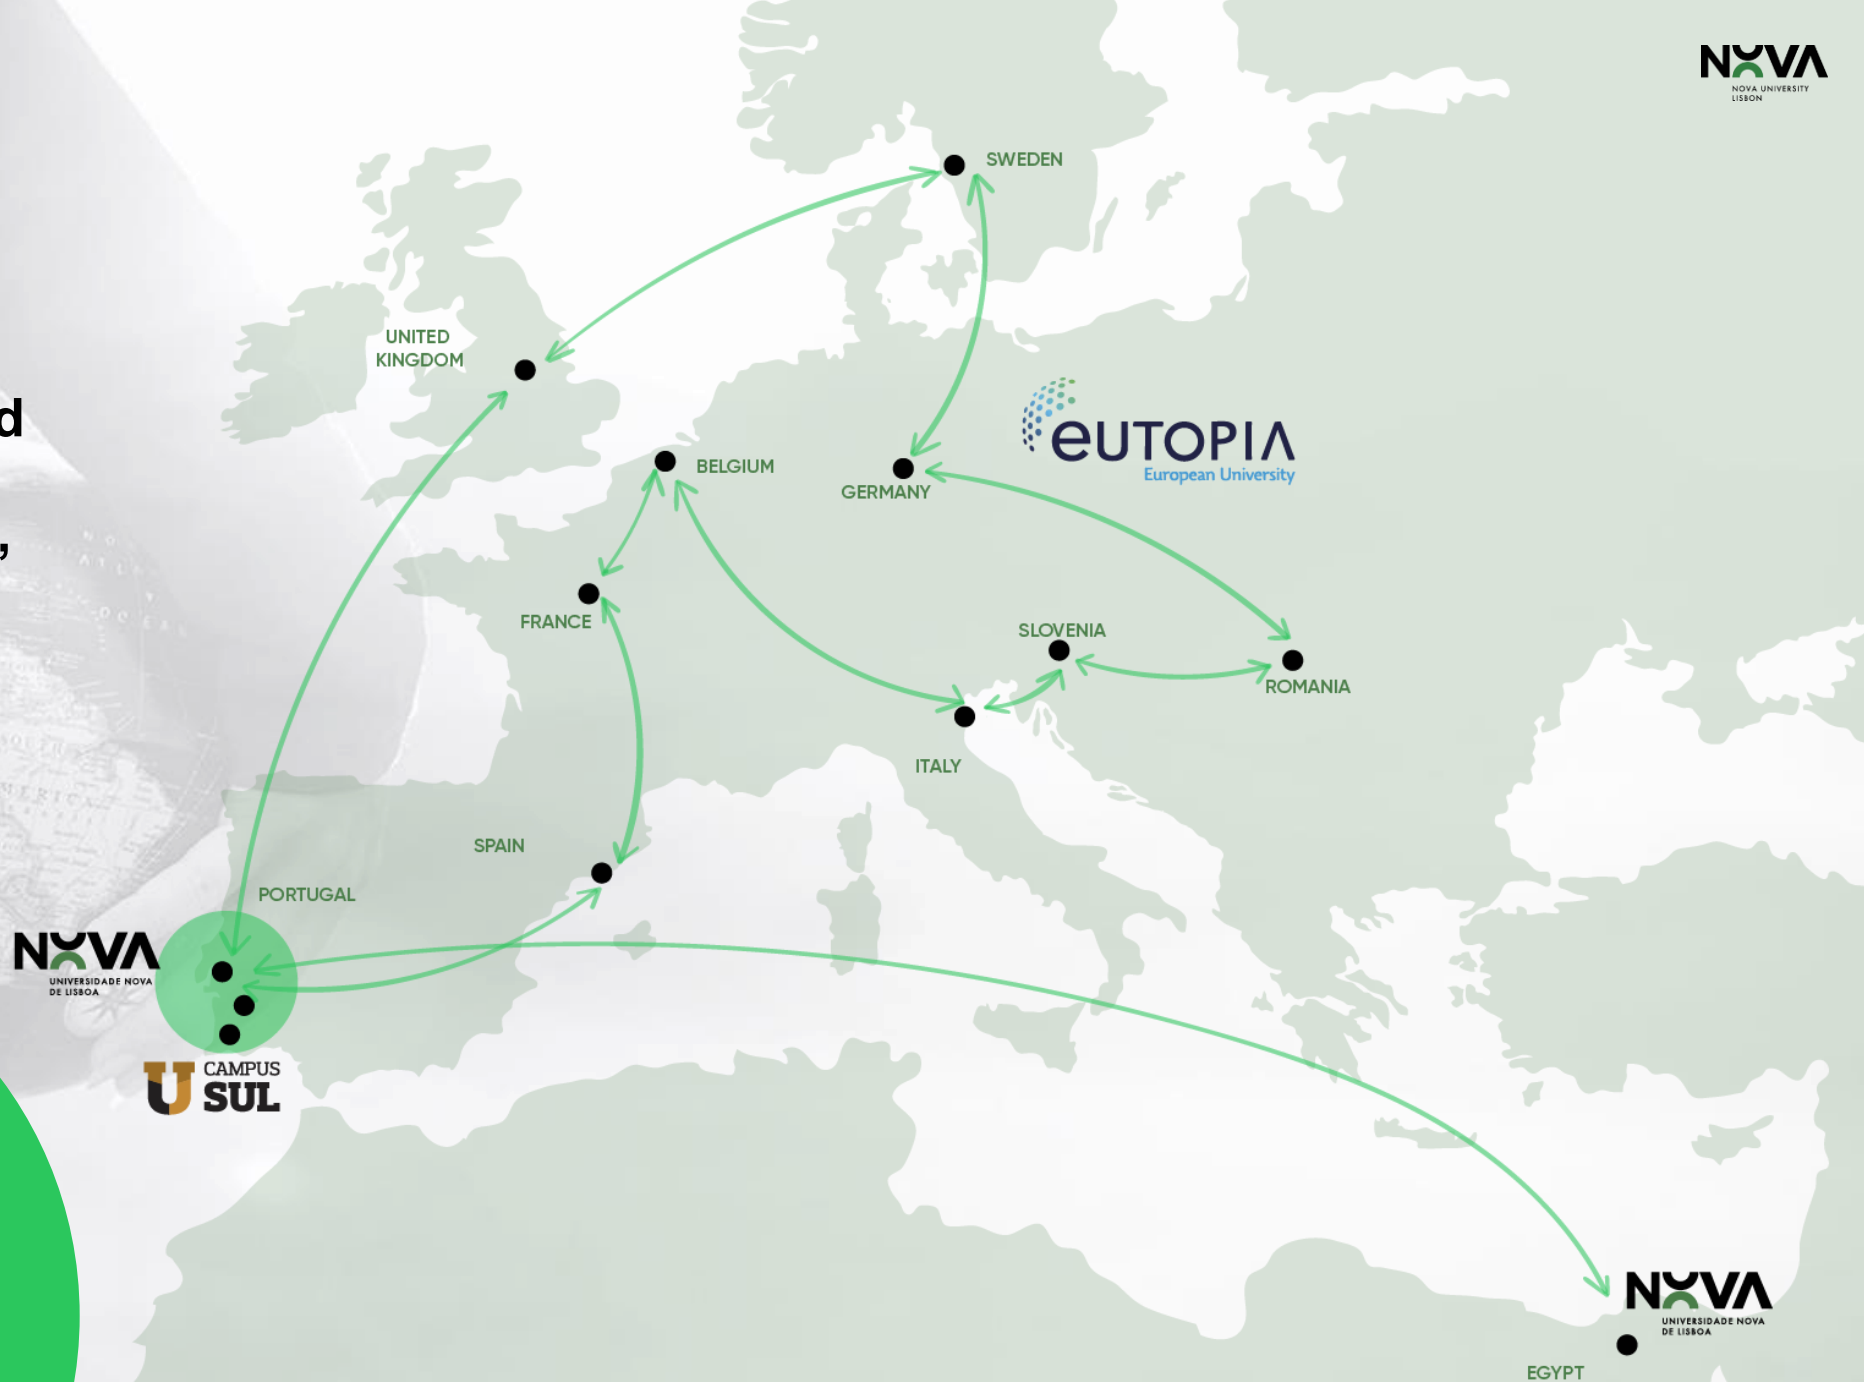 NOVA
NOVA UNIVERSITY
LISBON
SWEDEN
UNITED
KINGDOM
d
eUTOPIA
European University
BELGIUM
GERMANY
,
FRANCE
SLOVENIA
ROMANIA
ITALY
SPAIN
PORTUGAL
NOVA
UNIVERSIDADE NOVA
DE LISBOA
U CAMPUS
SUL
NOVA
UNIVERSIDADE NOVA
DE LISBOA
EGYPT